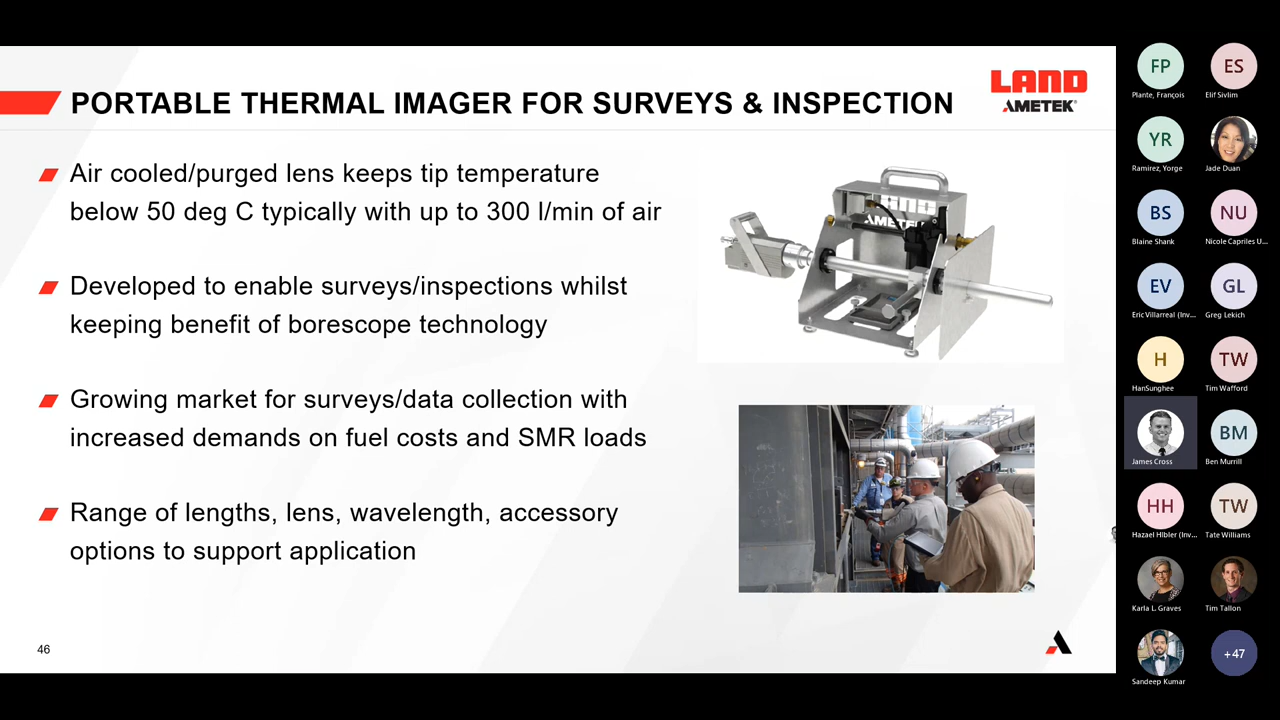 PORTABLE THERMAL IMAGER FOR SURVEYS & INSPECTION
LAND
AMETEK®
Air cooled/purged lens keeps tip temperature
below 50 deg C typically with up to 300 l/min of air
Developed to enable surveys/inspections whilst
keeping benefit of borescope technology
Growing market for surveys/data collection with
increased demands on fuel costs and SMR loads
Range of lengths, lens, wavelength, accessory
options to support application
LAND
AMETEK
46
FP
Plante, François
ES
Elif Sivlim
YR
Ramirez, Yorge
Jade Duan
BS
Blaine Shank
NU
Nicole Capriles U...
EV
Eric Villarreal (Inv...
GL
Greg Lekich
H
HanSunghee
TW
Tim Wafford
James Cross
BM
Ben Murrill
HH
Hazael Hibler (Inv...
TW
Tate Williams
Karla L. Graves
Tim Tallon
Sandeep Kumar
+47